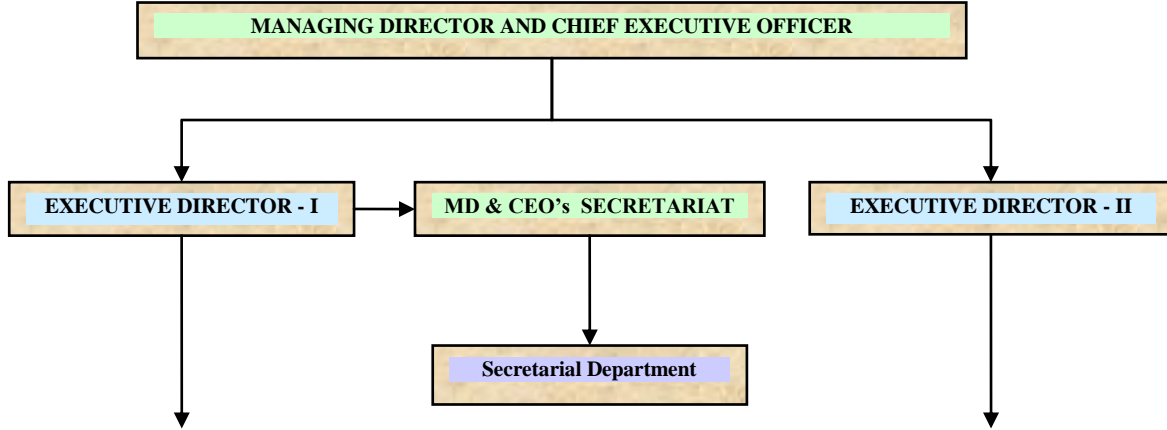 MANAGING DIRECTOR AND CHIEF EXECUTIVE OFFICER
EXECUTIVE DIRECTOR - I
MD & CEO’s SECRETARIAT
EXECUTIVE DIRECTOR - II
Secretarial Department